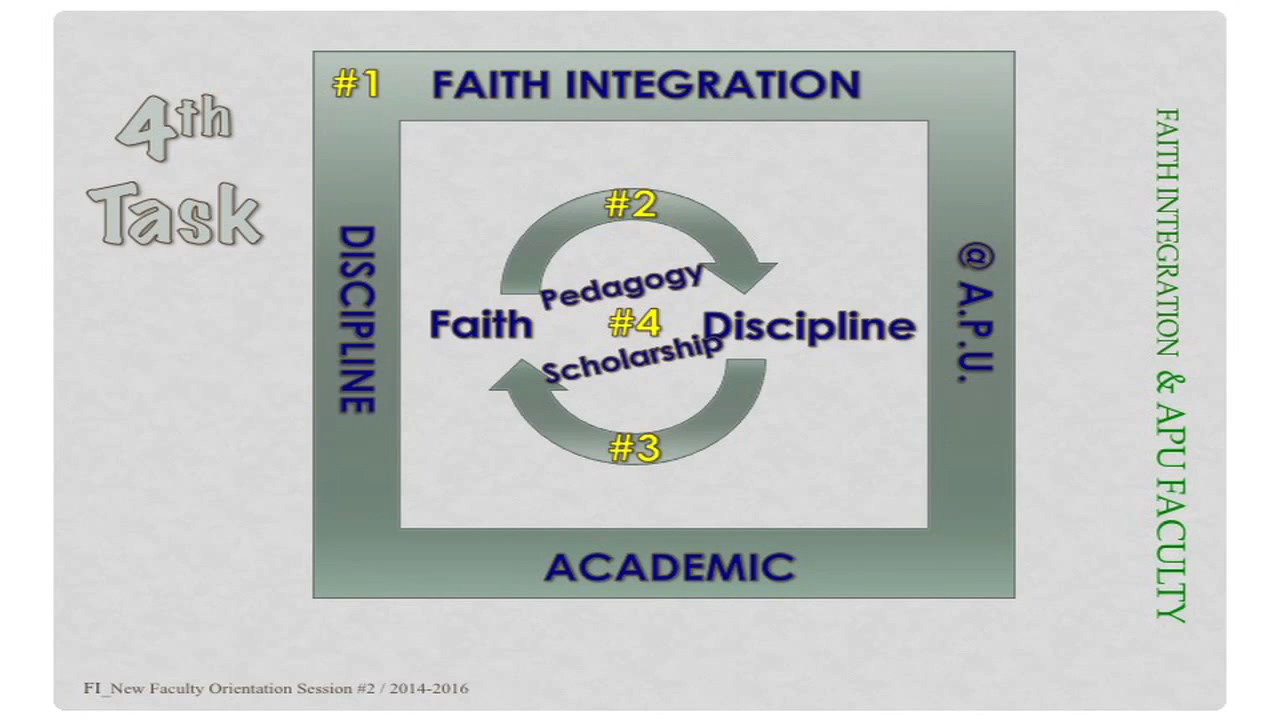 4th
Task
#1 FAITH INTEGRATION
DISCIPLINE
@ A.P.U.
ACADEMIC
#2
Pedagogy
Faith #4 Discipline
Scholarship
#3
FAITH INTEGRATION & APU FACULTY
FI_New Faculty Orientation Session #2 / 2014-2016